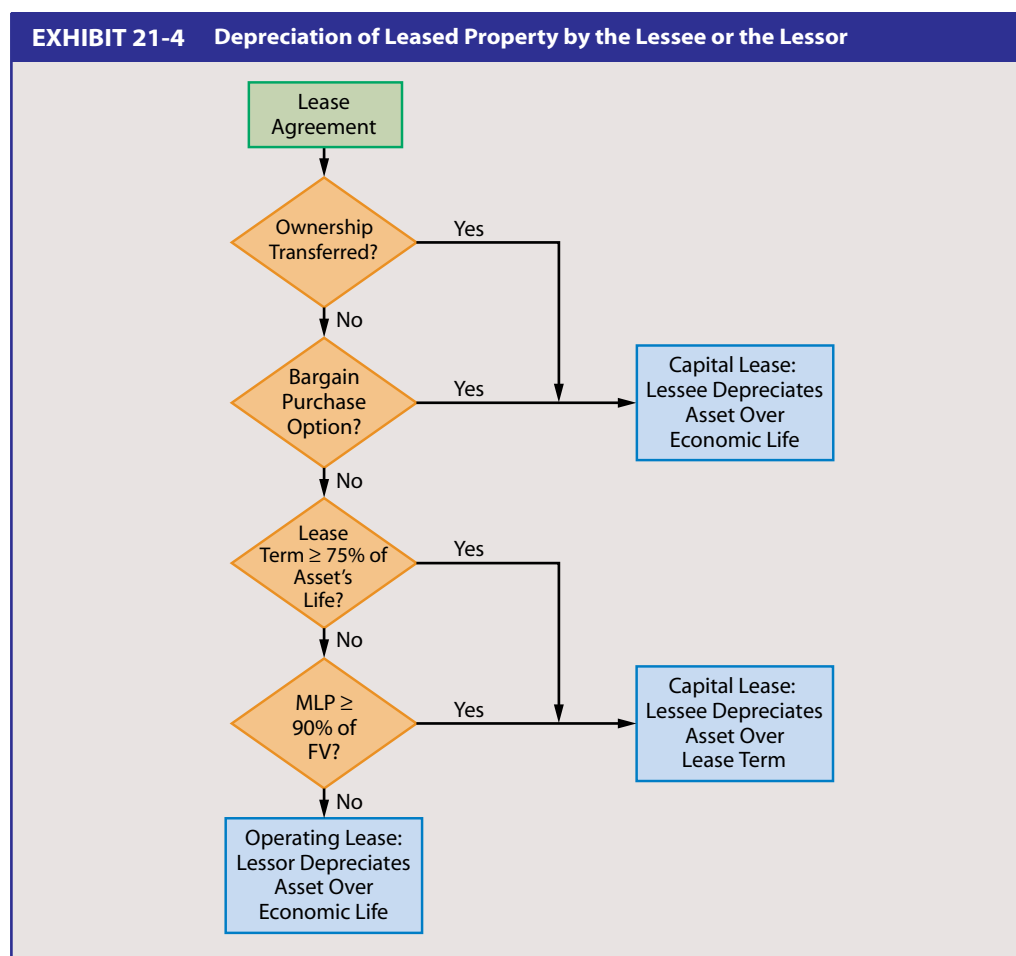 EXHIBIT 21-4 Depreciation of Leased Property by the Lessee or the Lessor
Lease
Agreement
Ownership
Transferred?
Yes
No
Bargain
Purchase
Option?
Yes
Capital Lease:
Lessee Depreciates
Asset Over
Economic Life
No
Lease
Term ≥ 75% of
Asset's
Life?
Yes
No
MLP ≥
90% of
FV?
Yes
Capital Lease:
Lessee Depreciates
Asset Over
Lease Term
No
Operating Lease:
Lessor Depreciates
Asset Over
Economic Life